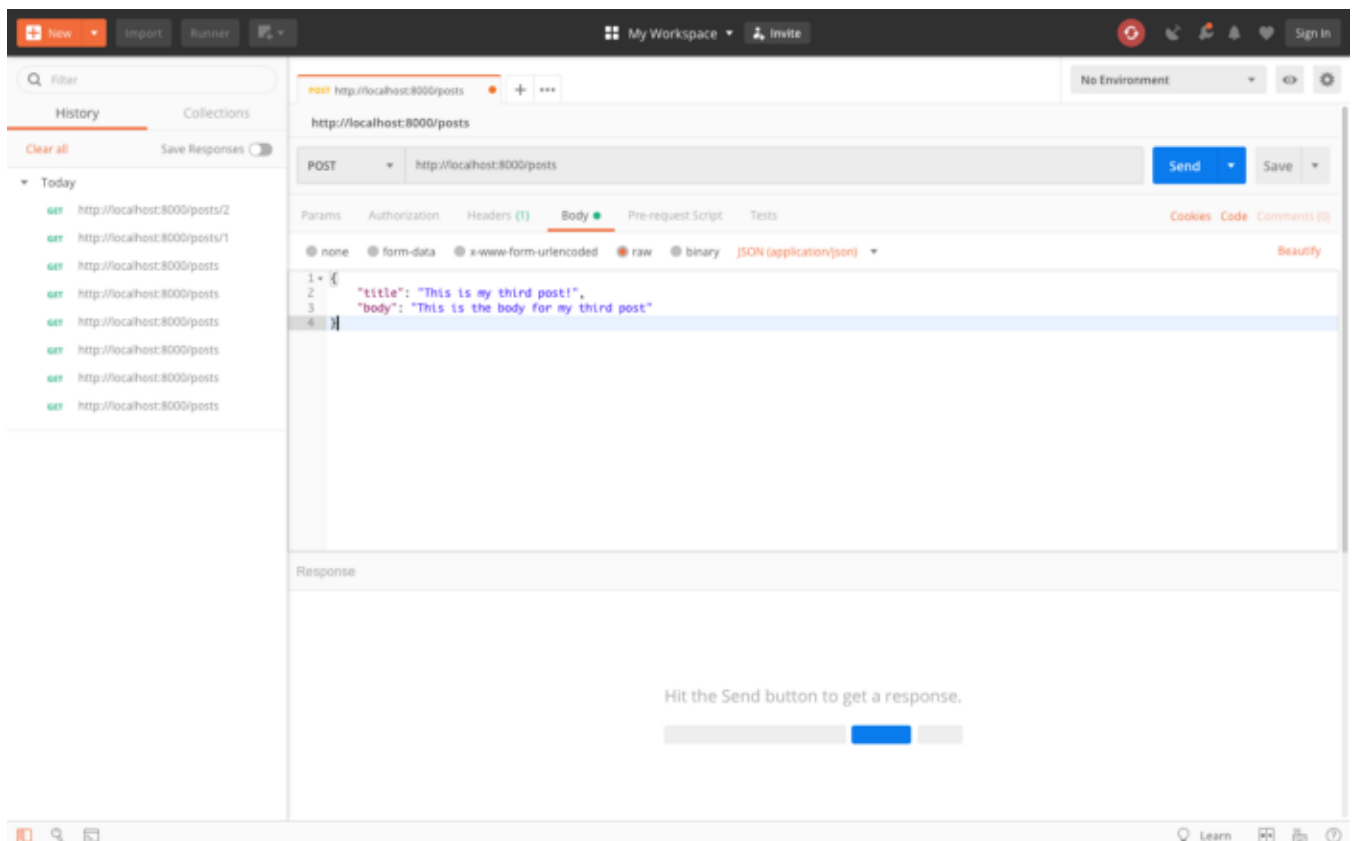 New Import Runner My Workspace Invite Sign In
Filter
History Collections
Clear all Save Responses
Today
GET http://localhost:8000/posts/2
GET http://localhost:8000/posts/1
GET http://localhost:8000/posts
GET http://localhost:8000/posts
GET http://localhost:8000/posts
GET http://localhost:8000/posts
GET http://localhost:8000/posts
GET http://localhost:8000/posts
POST http://localhost:8000/posts + •••
No Environment
http://localhost:8000/posts
POST http://localhost:8000/posts Send Save
Params Authorization Headers (1) Body Pre-request Script Tests Cookies Code Comments (0)
none form-data x-www-form-urlencoded raw binary JSON (application/json) Beautify
1 {
2 "title": "This is my third post!",
3 "body": "This is the body for my third post"
4 }
Response
Hit the Send button to get a response.
Learn